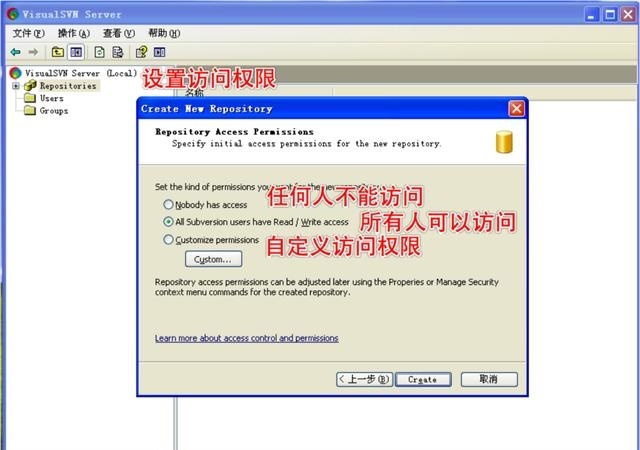 VisualSVN Server
文件(F) 操作(A) 查看(V) 帮助(H)
VisualSVN Server (Local)
设置访问权限
Repositories
Users
Groups
名称
Create New Repository
Repository Access Permissions
Specify initial access permissions for the new repository.
Set the kind of permissions you
任何人不能访问
Nobody has access
All Subversion users have Read / Write access
所有人可以访问
Customize permissions
自定义访问权限
Custom...
Repository access permissions can be adjusted later using the Properies or Manage Security
context menu commands for the created repository.
Learn more about access control and permissions
< 上一步(B)
Create
取消